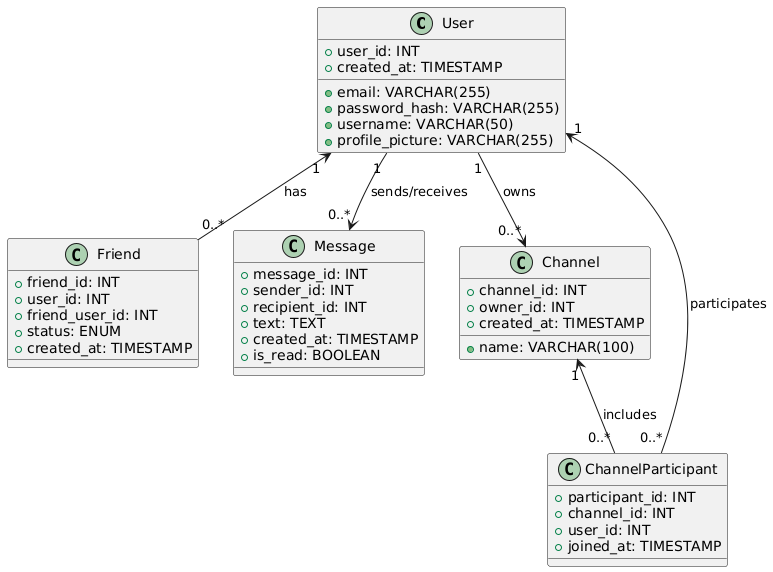 C User
user_id: INT
created_at: TIMESTAMP
email: VARCHAR(255)
password_hash: VARCHAR(255)
username: VARCHAR(50)
profile_picture: VARCHAR(255)
1
1
1
1
has
sends/receives
owns
0..*
0..*
0..*
C Friend
friend_id: INT
user_id: INT
friend_user_id: INT
status: ENUM
created_at: TIMESTAMP
C Message
message_id: INT
sender_id: INT
recipient_id: INT
text: TEXT
created_at: TIMESTAMP
is_read: BOOLEAN
C Channel
channel_id: INT
owner_id: INT
created_at: TIMESTAMP
name: VARCHAR(100)
participates
1
includes
0..*
0..*
C ChannelParticipant
participant_id: INT
channel_id: INT
user_id: INT
joined_at: TIMESTAMP